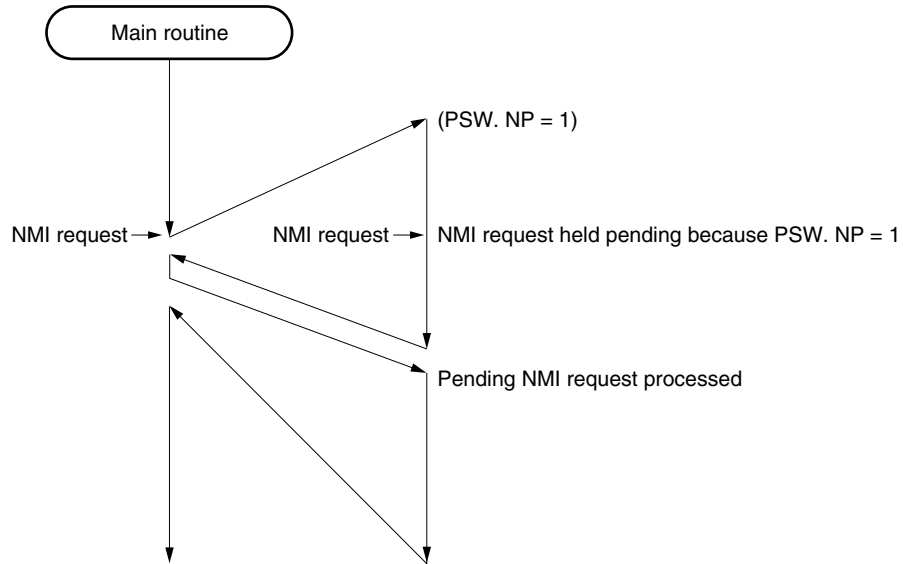 Main routine
(PSW. NP = 1)
NMI request
NMI request
NMI request held pending because PSW. NP = 1
Pending NMI request processed